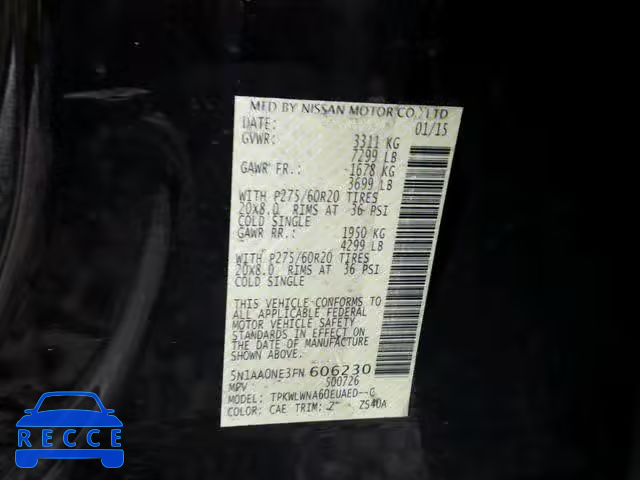 MFD BY NISSAN MOTOR CO., LTD
DATE: 01/15
GVWR: 3311 KG
7299 LB
GAWR FR.: 1678 KG
3699 LB
WITH P275/60R20 TIRES
20X8.0 RIMS AT 36 PSI
COLD SINGLE
GAWR RR.: 1950 KG
4299 LB
WITH P275/60R20 TIRES
20X8.0 RIMS AT 36 PSI
COLD SINGLE
THIS VEHICLE CONFORMS TO
ALL APPLICABLE FEDERAL
MOTOR VEHICLE SAFETY
STANDARDS IN EFFECT ON
THE DATE OF MANUFACTURE
SHOWN ABOVE.
5N1AA0NE3FN 606230
MPV S00726
MODEL: TPKWLWNA60EUAED--C
COLOR: CAE TRIM: Z* ZS40A
RECCE